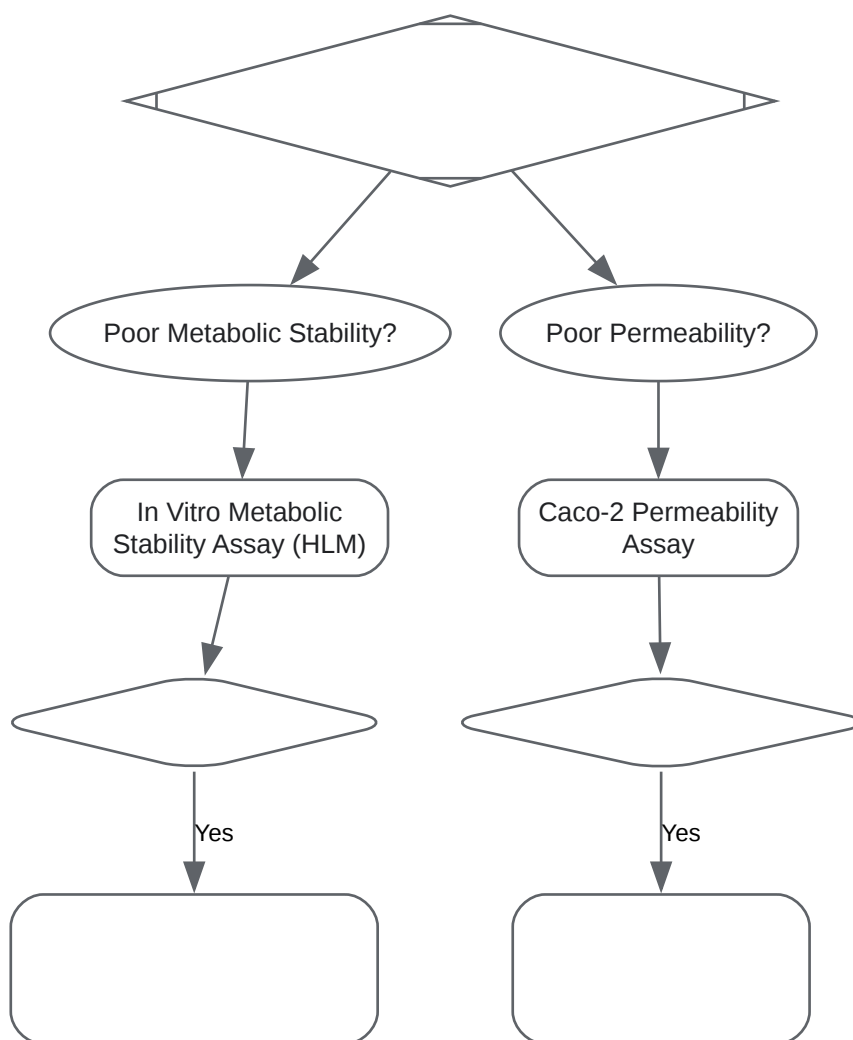 Poor Metabolic Stability?
Poor Permeability?
In Vitro Metabolic
Stability Assay (HLM)
Caco-2 Permeability
Assay
Yes
Yes